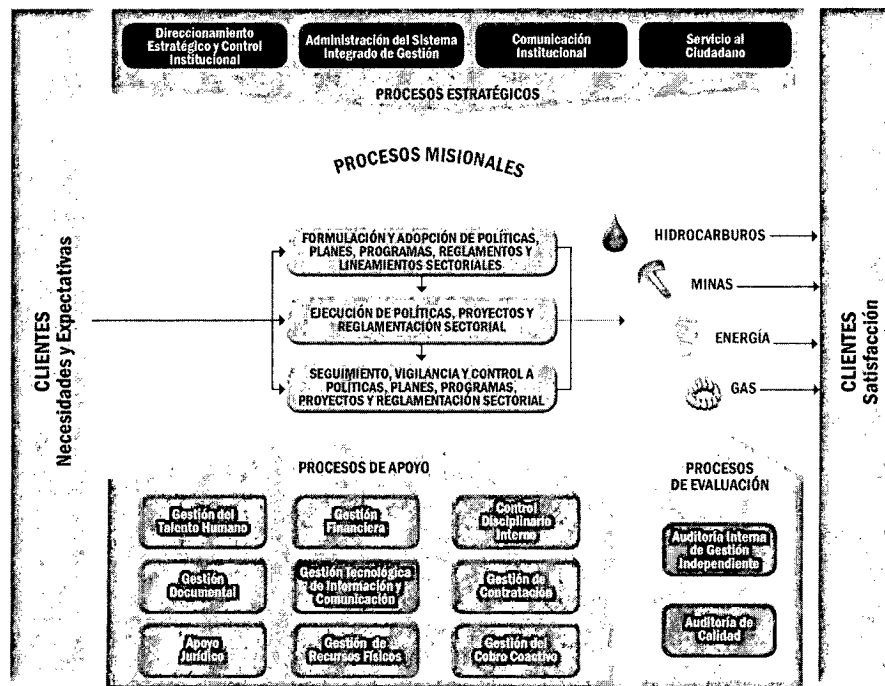 Direccionamiento
Estratégico y Control
Institucional
Administración del Sistema
Integrado de Gestión
Comunicación
Institucional
Servicio al
Ciudadano
PROCESOS ESTRATÉGICOS
PROCESOS MISIONALES
CLIENTES
Necesidades y Expectativas
FORMULACIÓN Y ADOPCIÓN DE POLÍTICAS,
PLANES, PROGRAMAS, REGLAMENTOS Y
LINEAMIENTOS SECTORIALES
EJECUCIÓN DE POLÍTICAS, PROYECTOS Y
REGLAMENTACIÓN SECTORIAL
SEGUIMIENTO, VIGILANCIA Y CONTROL A
POLÍTICAS, PLANES, PROGRAMAS,
PROYECTOS Y REGLAMENTACIÓN SECTORIAL
HIDROCARBUROS
MINAS
ENERGÍA
GAS
CLIENTES
Satisfacción
PROCESOS DE APOYO
Gestión del
Talento Humano
Gestión
Financiera
Control
Disciplinario
Interno
Gestión
Documental
Gestión Tecnológica
de Información y
Comunicación
Gestión de
Contratación
Apoyo
Jurídico
Gestión de
Recursos Físicos
Gestión del
Cobro Coactivo
PROCESOS
DE EVALUACIÓN
Auditoría Interna
de Gestión
Independiente
Auditoría de
Calidad